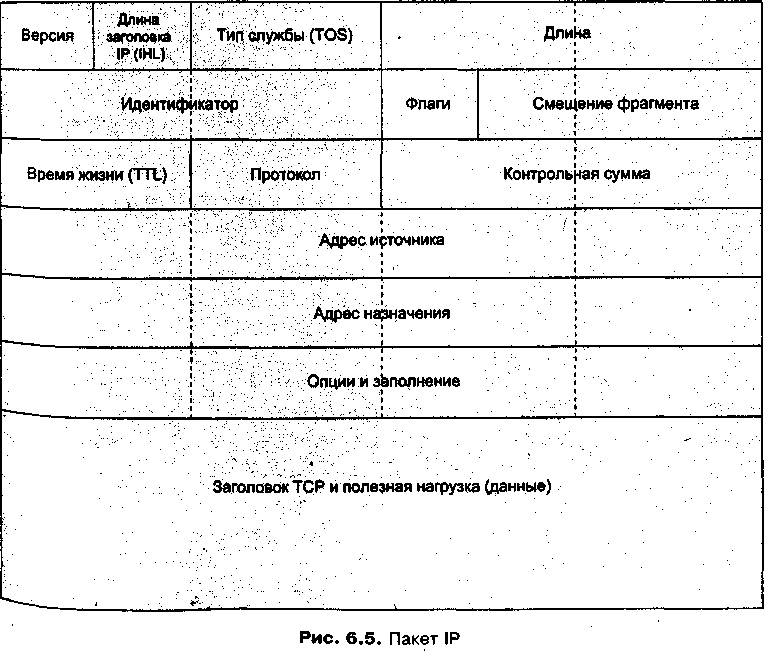 Версия
Длина
заголовка
IP (IHL)
Тип службы (TOS)
Длина
Идентификатор
Флаги
Смещение фрагмента
Время жизни (TTL)
Протокол
Контрольная сумма
Адрес источника
Адрес назначения
Опции и заполнение
Заголовок TCP и полезная нагрузка (данные)
Рис. 6.5. Пакет IP